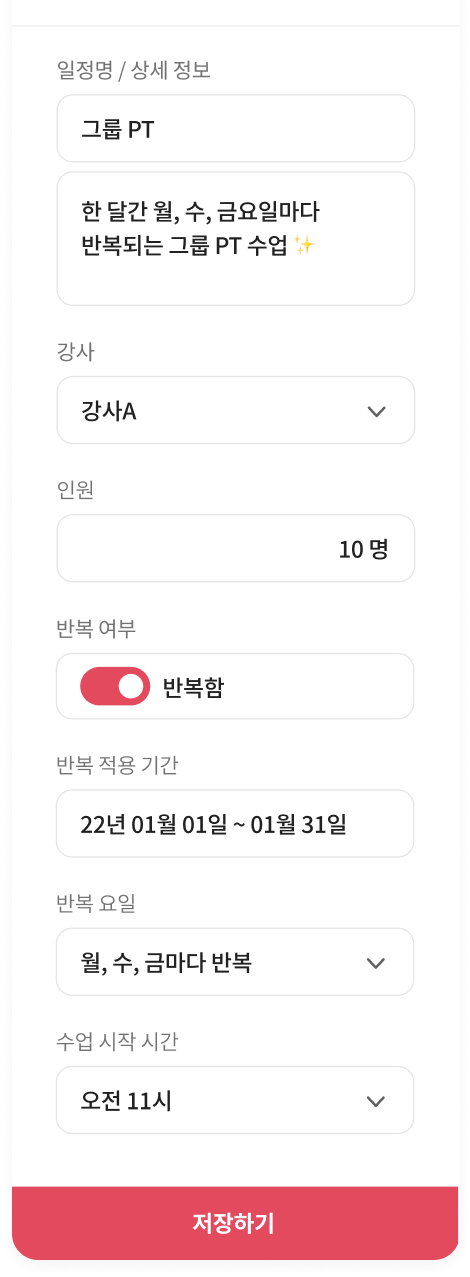 일정명 / 상세 정보
그룹 PT
한 달간 월, 수, 금요일마다
반복되는 그룹 PT 수업 ✨
강사
강사A
인원
10 명
반복 여부
반복함
반복 적용 기간
22년 01월 01일 ~ 01월 31일
반복 요일
월, 수, 금마다 반복
수업 시작 시간
오전 11시
저장하기